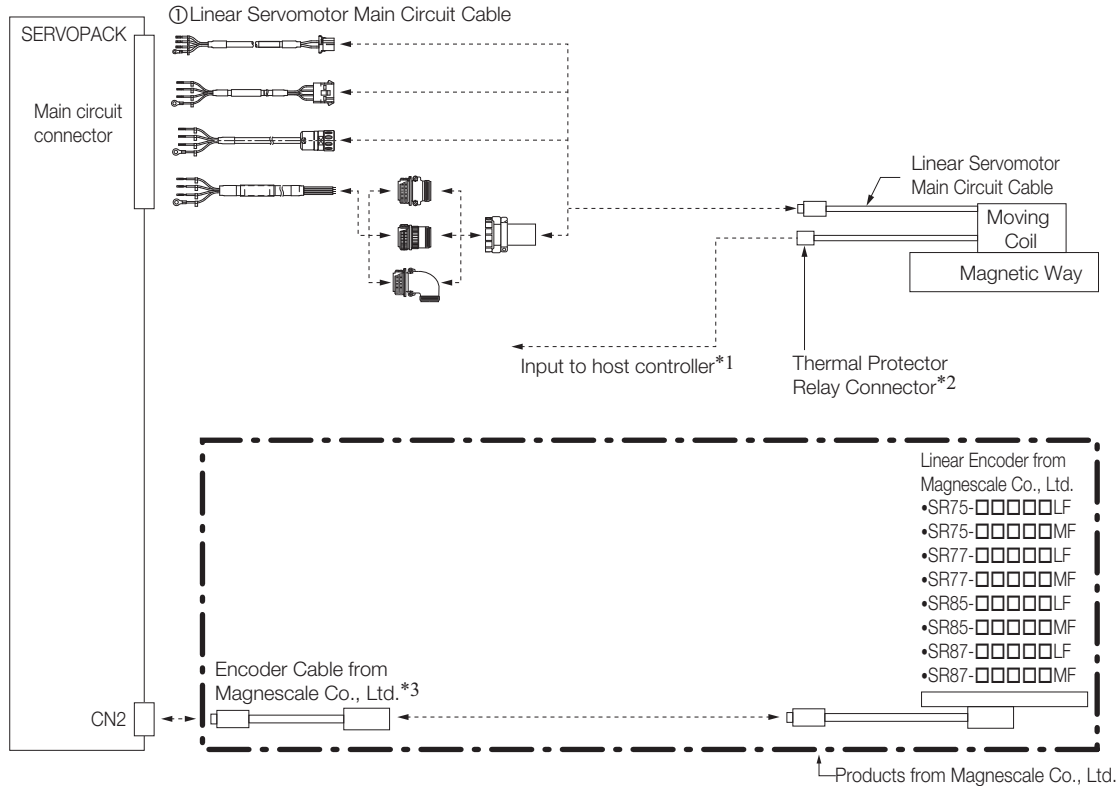 ①Linear Servomotor Main Circuit Cable
SERVOPACK
Main circuit
connector
Linear Servomotor
Main Circuit Cable
Moving
Coil
Magnetic Way
Input to host controller*1
Thermal Protector
Relay Connector*2
Linear Encoder from
Magnescale Co., Ltd.
•SR75-□□□□□LF
•SR75-□□□□□MF
•SR77-□□□□□LF
•SR77-□□□□□MF
•SR85-□□□□□LF
•SR85-□□□□□MF
•SR87-□□□□□LF
•SR87-□□□□□MF
Encoder Cable from
Magnescale Co., Ltd.*3
CN2
Products from Magnescale Co., Ltd.